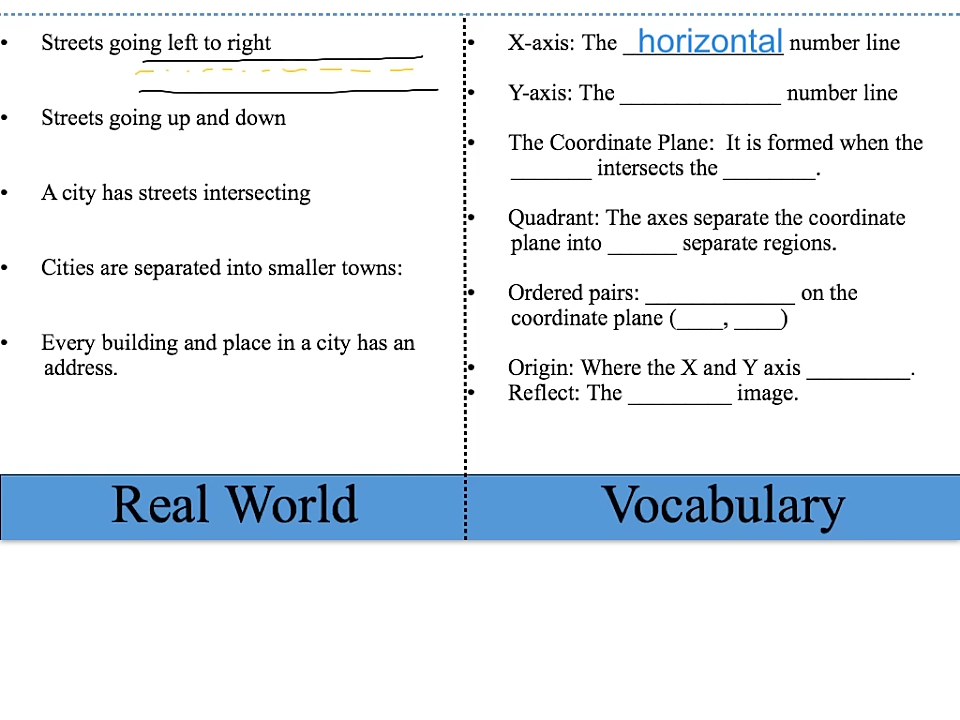 • Streets going left to right
• Streets going up and down
• A city has streets intersecting
• Cities are separated into smaller towns:
• Every building and place in a city has an
address.
Real World
• X-axis: The horizontal number line
• Y-axis: The ______________ number line
• The Coordinate Plane: It is formed when the
_______ intersects the ________.
• Quadrant: The axes separate the coordinate
plane into ______ separate regions.
• Ordered pairs: _____________ on the
coordinate plane (____, ____)
• Origin: Where the X and Y axis _________.
• Reflect: The _________ image.
Vocabulary